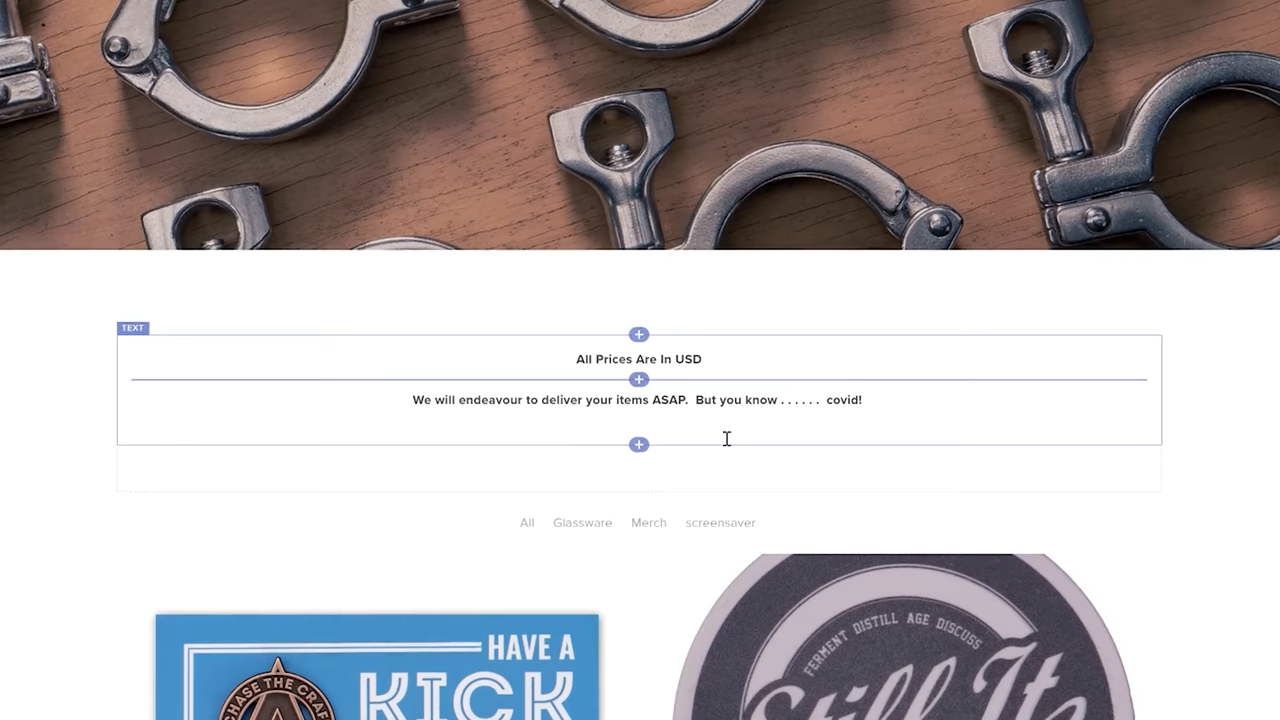 TEXT
All Prices Are In USD
We will endeavour to deliver your items ASAP.  But you know . . . . . .  covid!
All Glassware Merch screensaver
HAVE A
KICK
CHASE THE CRAF
FERMENT DISTILL AGE DISCUSS
Still It